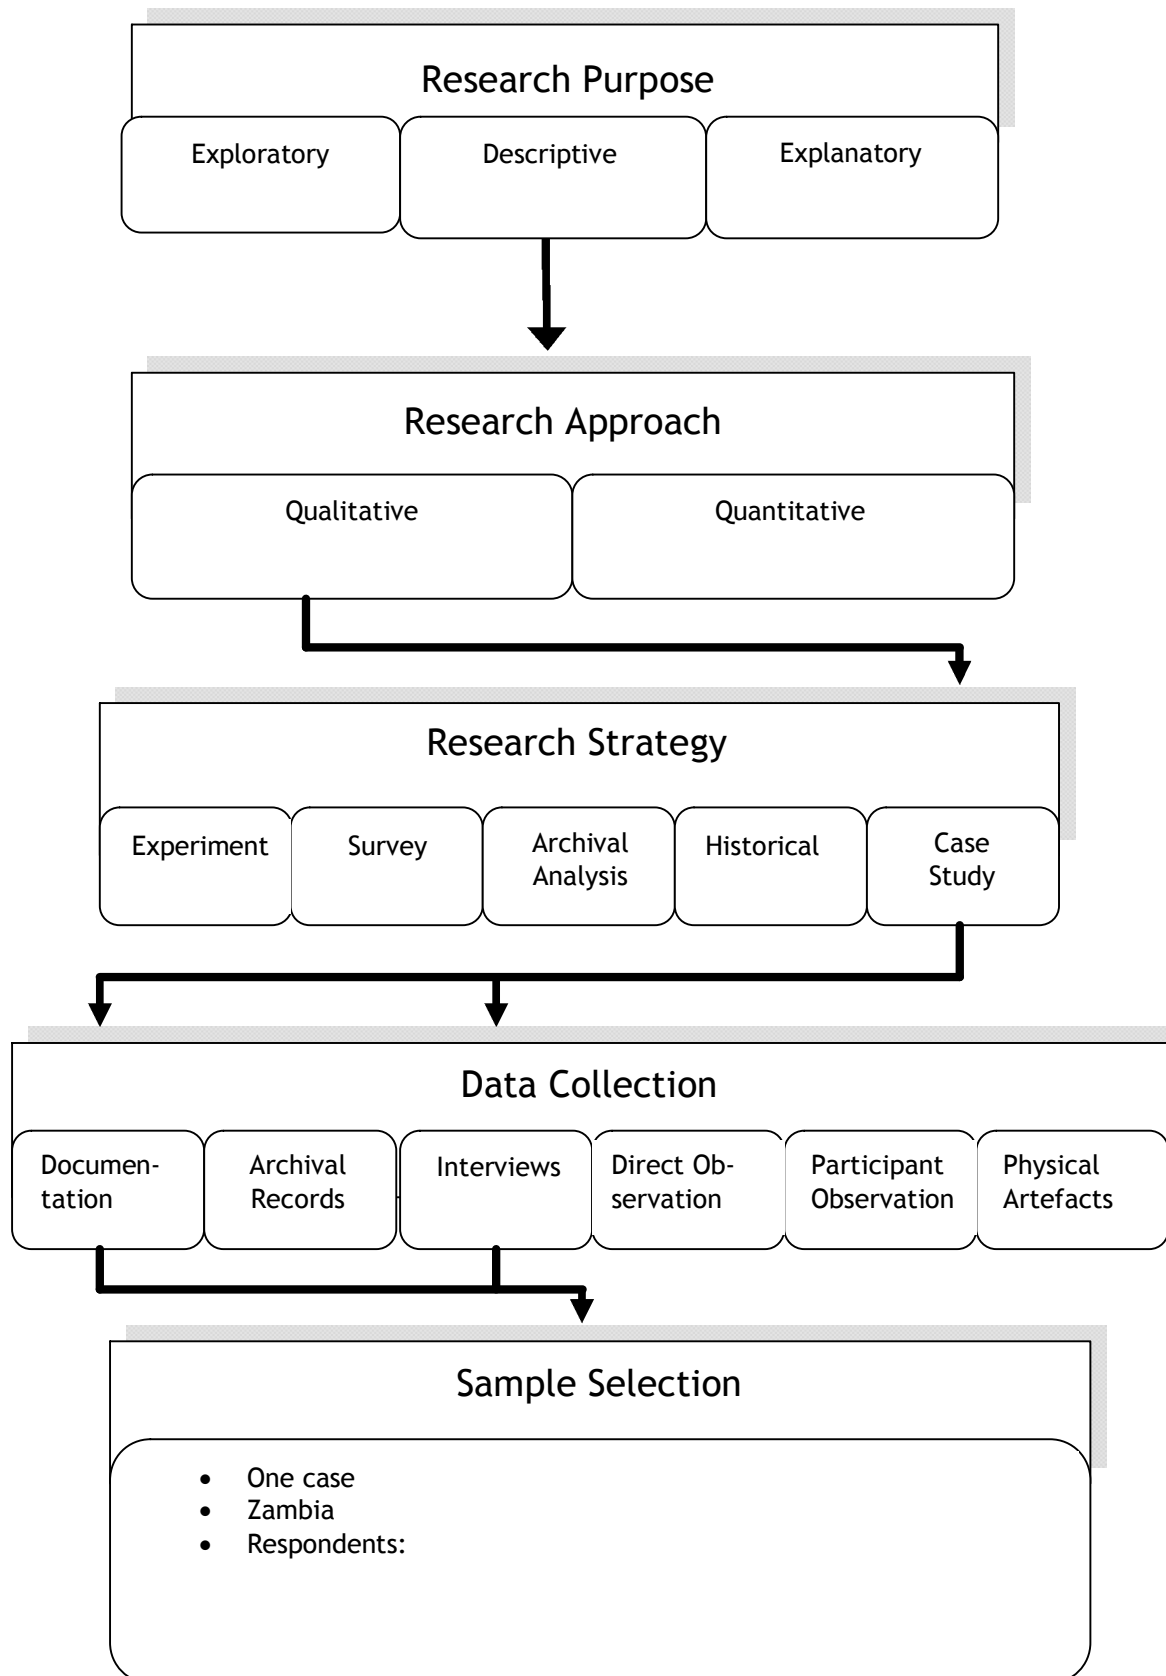 Research Purpose
Exploratory
Descriptive
Explanatory
Research Approach
Qualitative
Quantitative
Research Strategy
Experiment
Survey
Archival
Analysis
Historical
Case
Study
Data Collection
Documen-
tation
Archival
Records
Interviews
Direct Ob-
servation
Participant
Observation
Physical
Artefacts
Sample Selection
• One case
• Zambia
• Respondents: